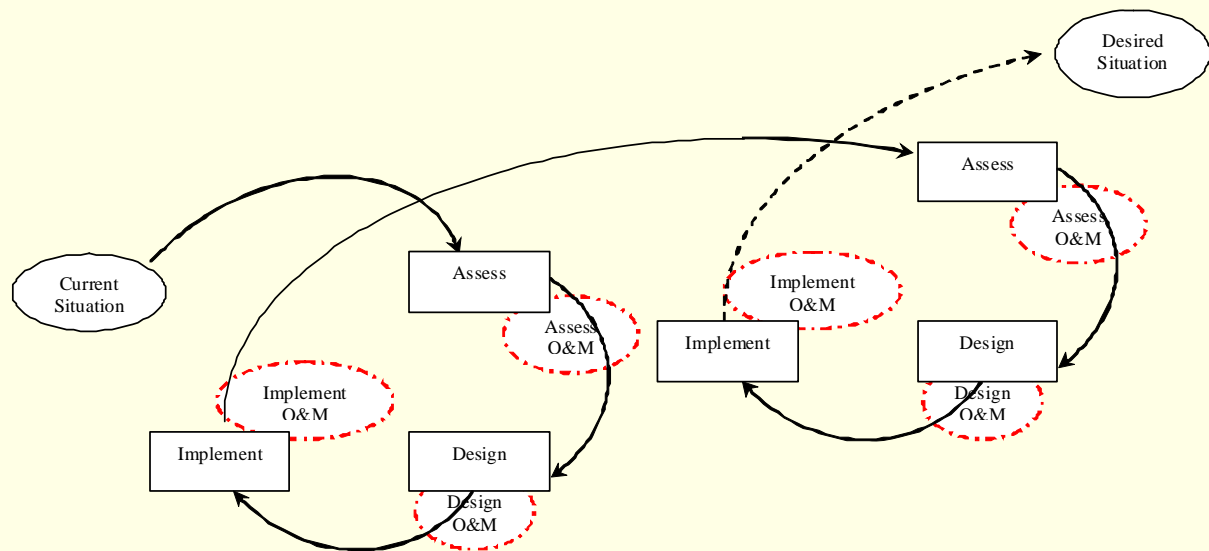 Desired
Situation
Assess
Assess
O&M
Current
Situation
Assess
Implement
O&M
Assess
O&M
Implement
Design
Implement
O&M
Design
O&M
Implement
Design
Design
O&M